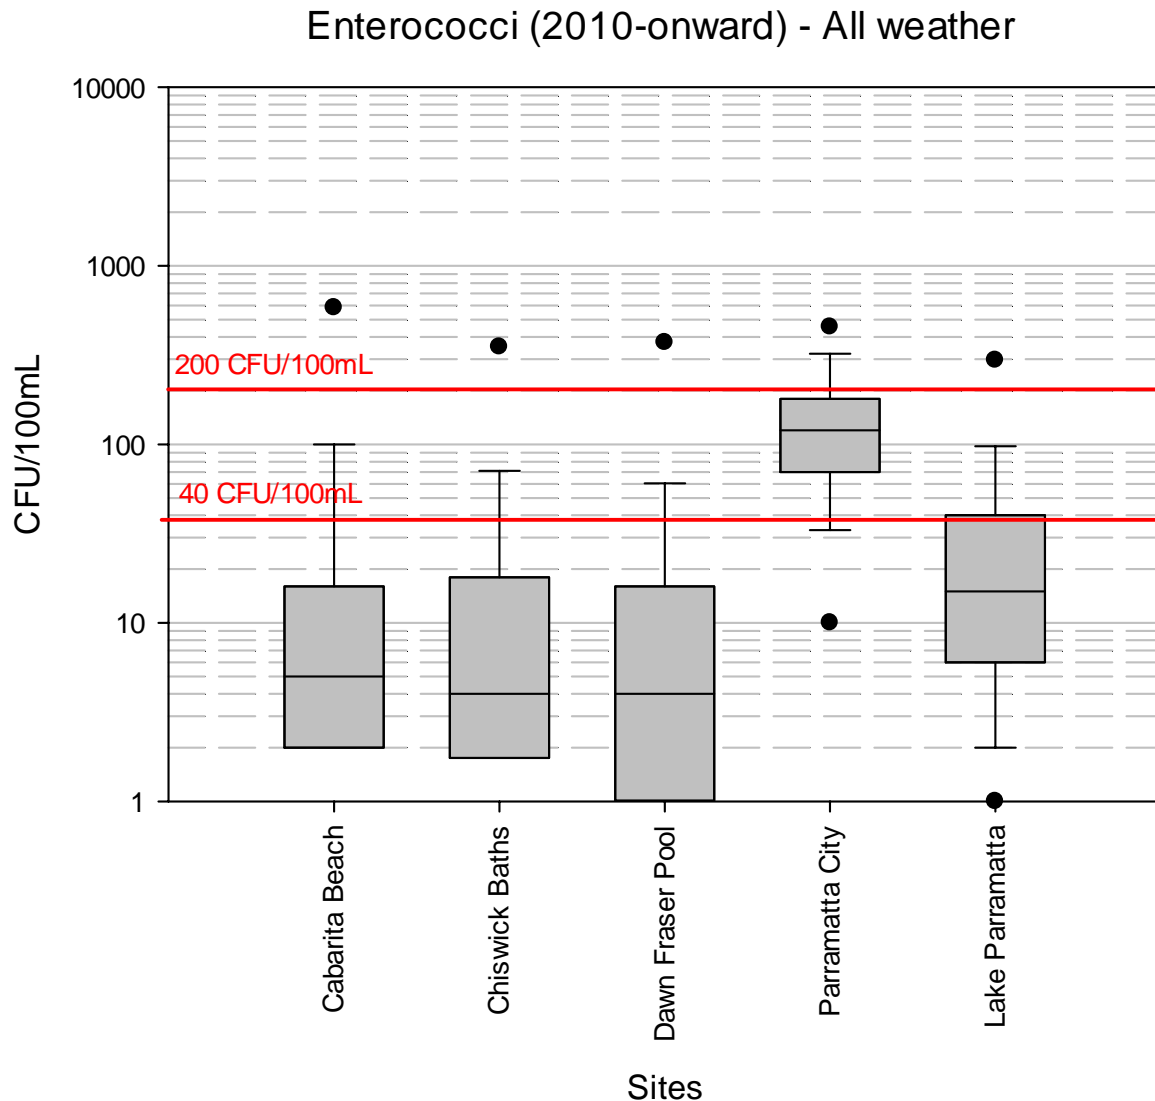 Enterococci (2010-onward) - All weather
10000
1000
200 CFU/100mL
100
40 CFU/100mL
10
1
CFU/100mL
Cabarita Beach
Chiswick Baths
Dawn Fraser Pool
Parramatta City
Lake Parramatta
Sites